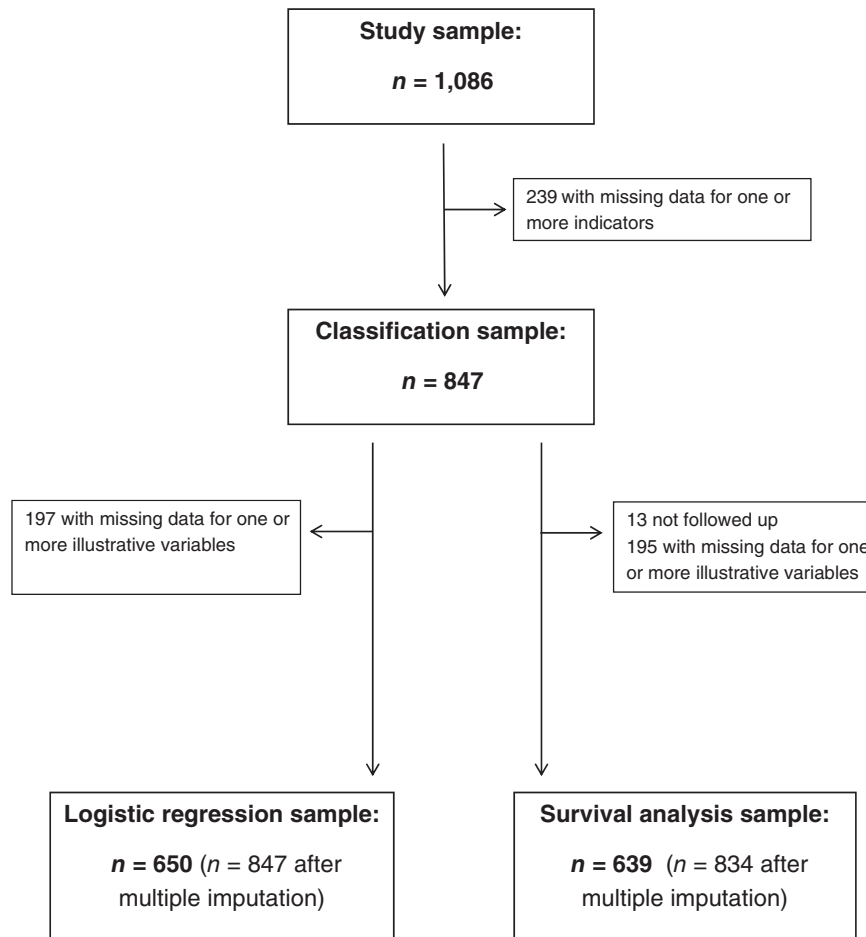 Study sample:
n = 1,086
239 with missing data for one or
more indicators
Classification sample:
n = 847
197 with missing data for one or
more illustrative variables
13 not followed up
195 with missing data for one
or more illustrative variables
Logistic regression sample:
n = 650 (n = 847 after
multiple imputation)
Survival analysis sample:
n = 639 (n = 834 after
multiple imputation)